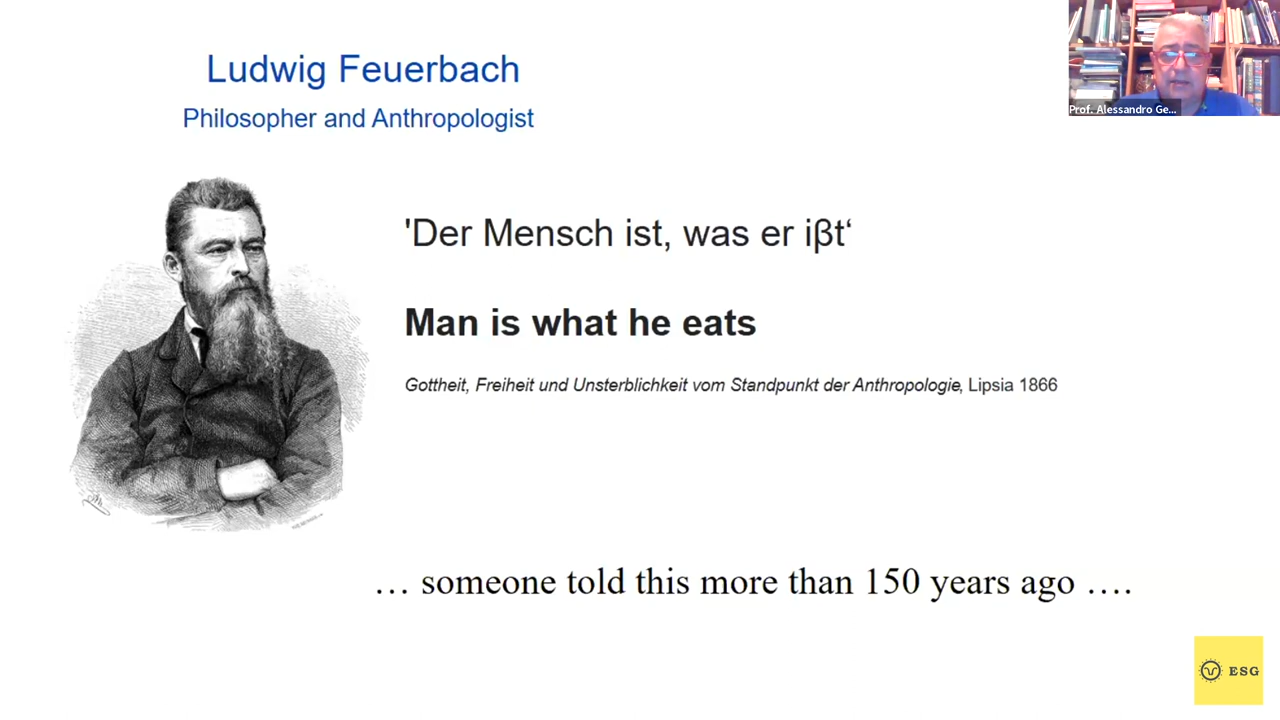 Ludwig Feuerbach
Philosopher and Anthropologist
Prof. Alessandro Ge...
'Der Mensch ist, was er iβt‘
Man is what he eats
Gottheit, Freiheit und Unsterblichkeit vom Standpunkt der Anthropologie, Lipsia 1866
… someone told this more than 150 years ago ….
ESG